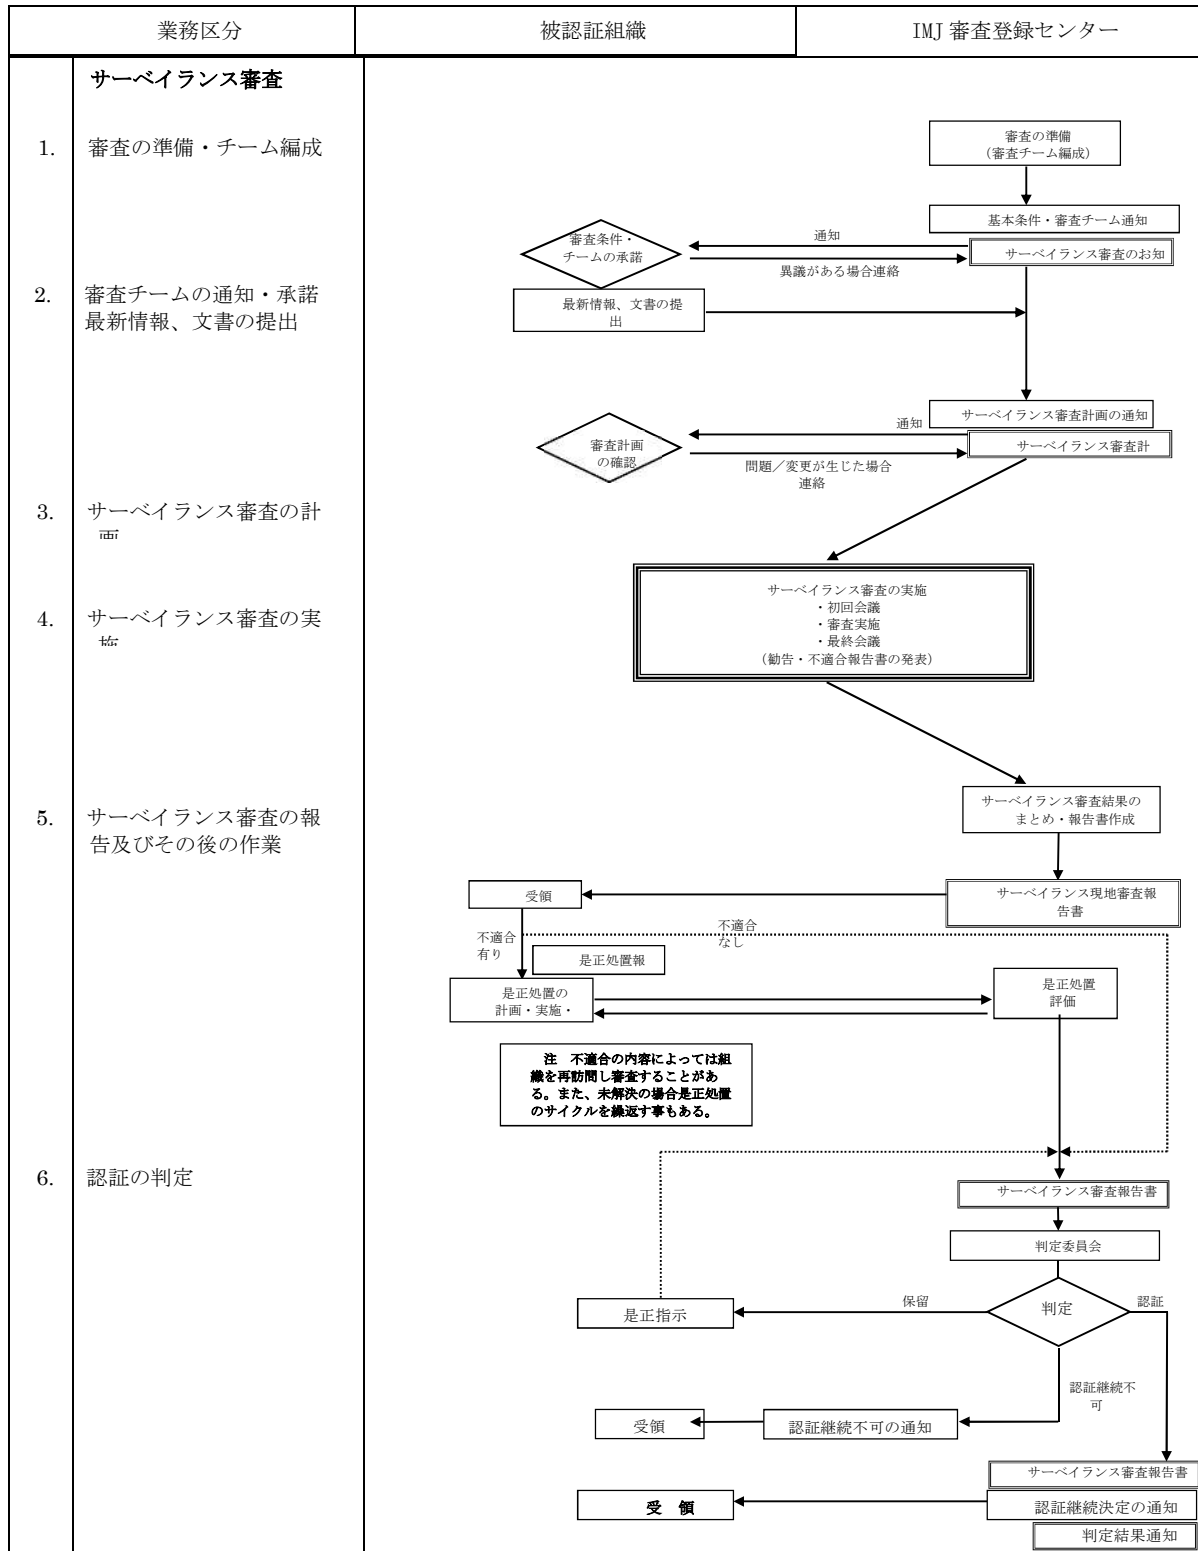 業務区分
被認証組織
IMJ 審査登録センター
サーベイランス審査
1.
審査の準備・チーム編成
審査の準備
（審査チーム編成）
基本条件・審査チーム通知
通知
サーベイランス審査のお知
審査条件・
チームの承諾
異議がある場合連絡
2.
審査チームの通知・承諾
最新情報、文書の提出
最新情報、文書の提
出
サーベイランス審査計画の通知
通知
サーベイランス審査計
審査計画
の確認
問題／変更が生じた場合
連絡
3.
サーベイランス審査の計
画
4.
サーベイランス審査の実
施
サーベイランス審査の実施
・初回会議
・審査実施
・最終会議
（勧告・不適合報告書の発表）
5.
サーベイランス審査の報
告及びその後の作業
サーベイランス審査結果の
まとめ・報告書作成
受領
サーベイランス現地審査報
告書
不適合
有り
不適合
なし
是正処置報
是正処置の
計画・実施・
是正処置
評価
注　不適合の内容によっては組
織を再訪問し審査することがあ
る。また、未解決の場合是正処置
のサイクルを繰返す事もある。
6.
認証の判定
サーベイランス審査報告書
判定委員会
是正指示
保留
判定
認証
認証継続不
可
受領
認証継続不可の通知
サーベイランス審査報告書
受　領
認証継続決定の通知
判定結果通知